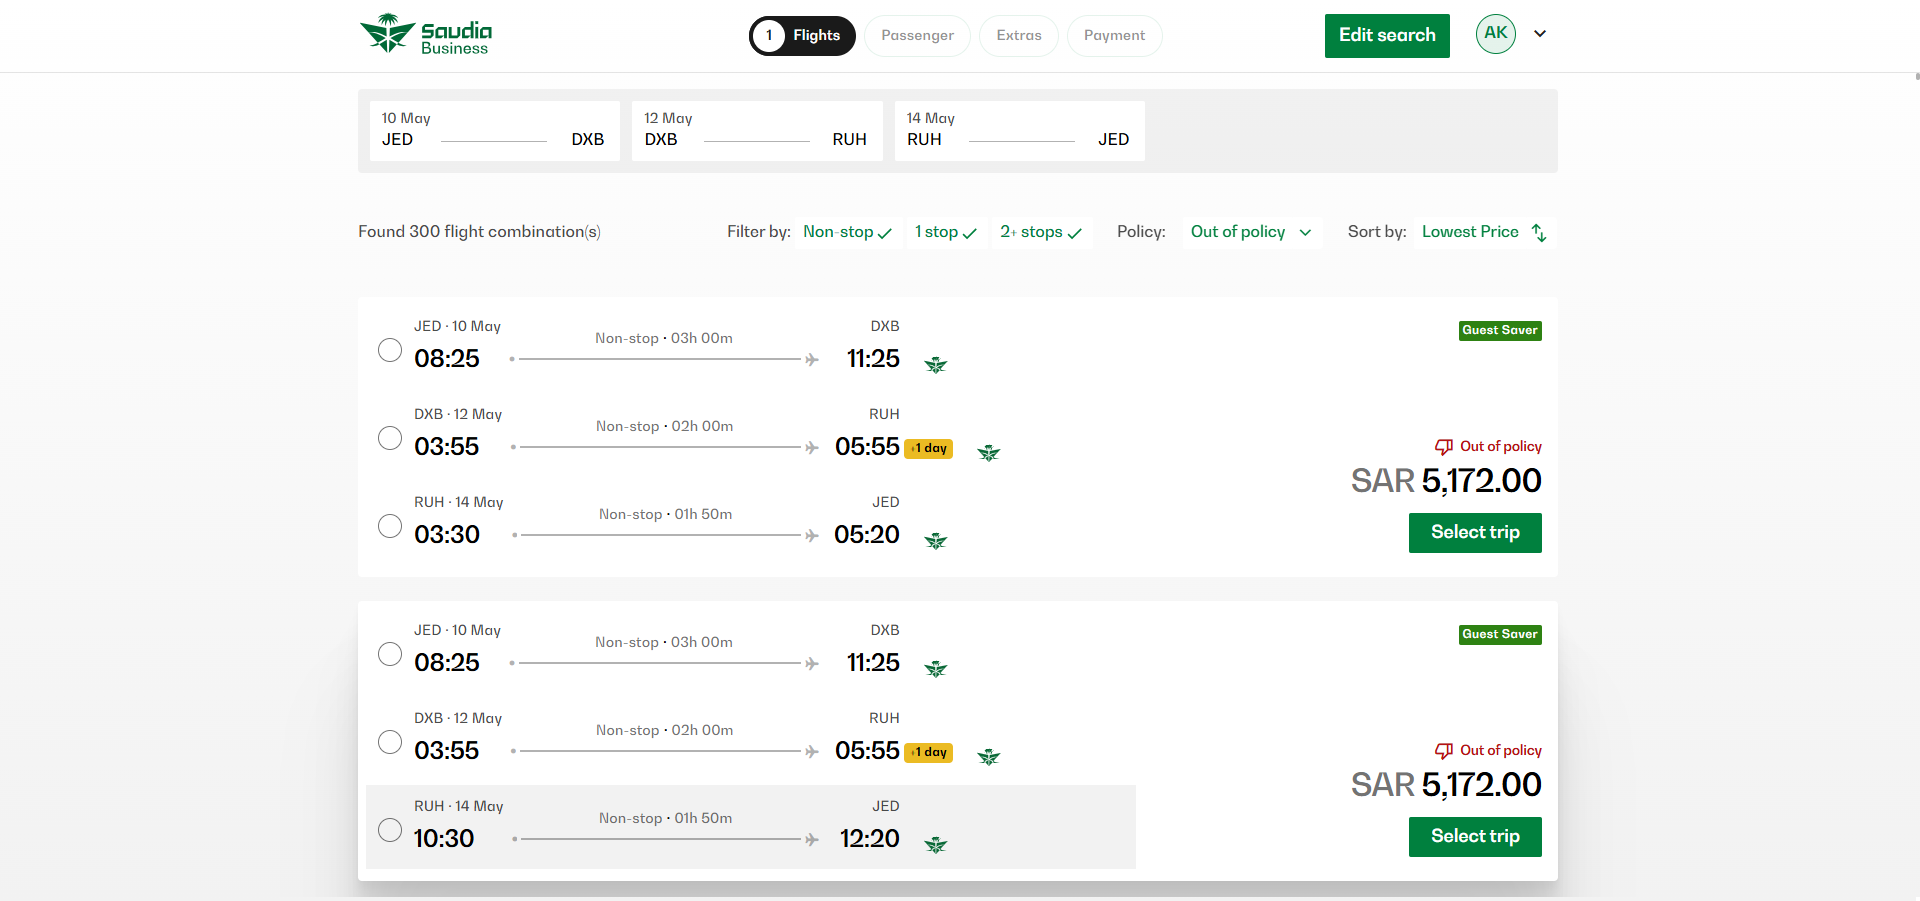 Saudia
Business
1 Flights
Passenger
Extras
Payment
Edit search
AK
10 May
JED DXB
12 May
DXB RUH
14 May
RUH JED
Found 300 flight combination(s)
Filter by: Non-stop 1 stop 2+ stops
Policy: Out of policy
Sort by: Lowest Price
JED · 10 May
Non-stop · 03h 00m
DXB
08:25
11:25
Guest Saver
DXB · 12 May
Non-stop · 02h 00m
RUH
03:55
05:55 +1 day
RUH · 14 May
Non-stop · 01h 50m
JED
03:30
05:20
Out of policy
SAR 5,172.00
Select trip
JED · 10 May
Non-stop · 03h 00m
DXB
08:25
11:25
Guest Saver
DXB · 12 May
Non-stop · 02h 00m
RUH
03:55
05:55 +1 day
RUH · 14 May
Non-stop · 01h 50m
JED
10:30
12:20
Out of policy
SAR 5,172.00
Select trip